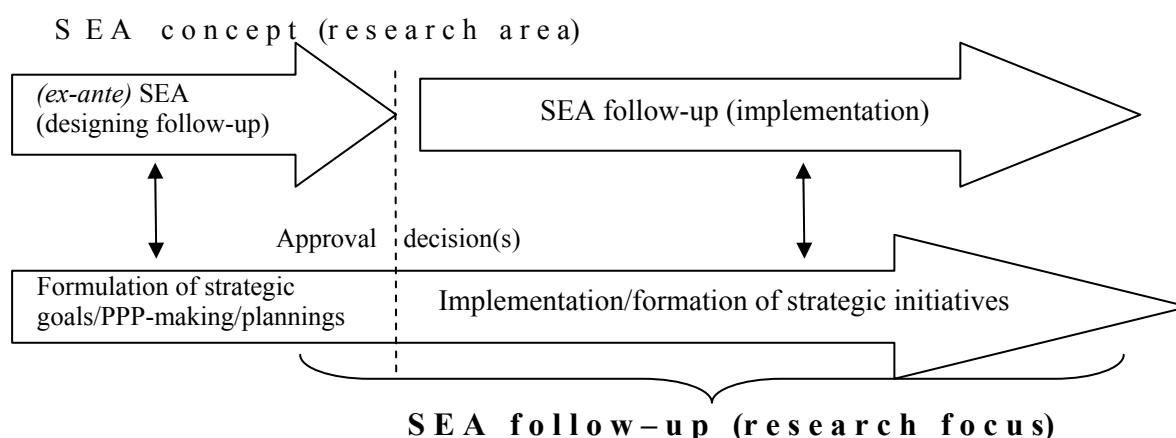 SEA concept (research area)
(ex-ante) SEA
(designing follow-up)
SEA follow-up (implementation)
Approval decision(s)
Formulation of strategic
goals/PPP-making/plannings
Implementation/formation of strategic initiatives
SEA follow–up (research focus)